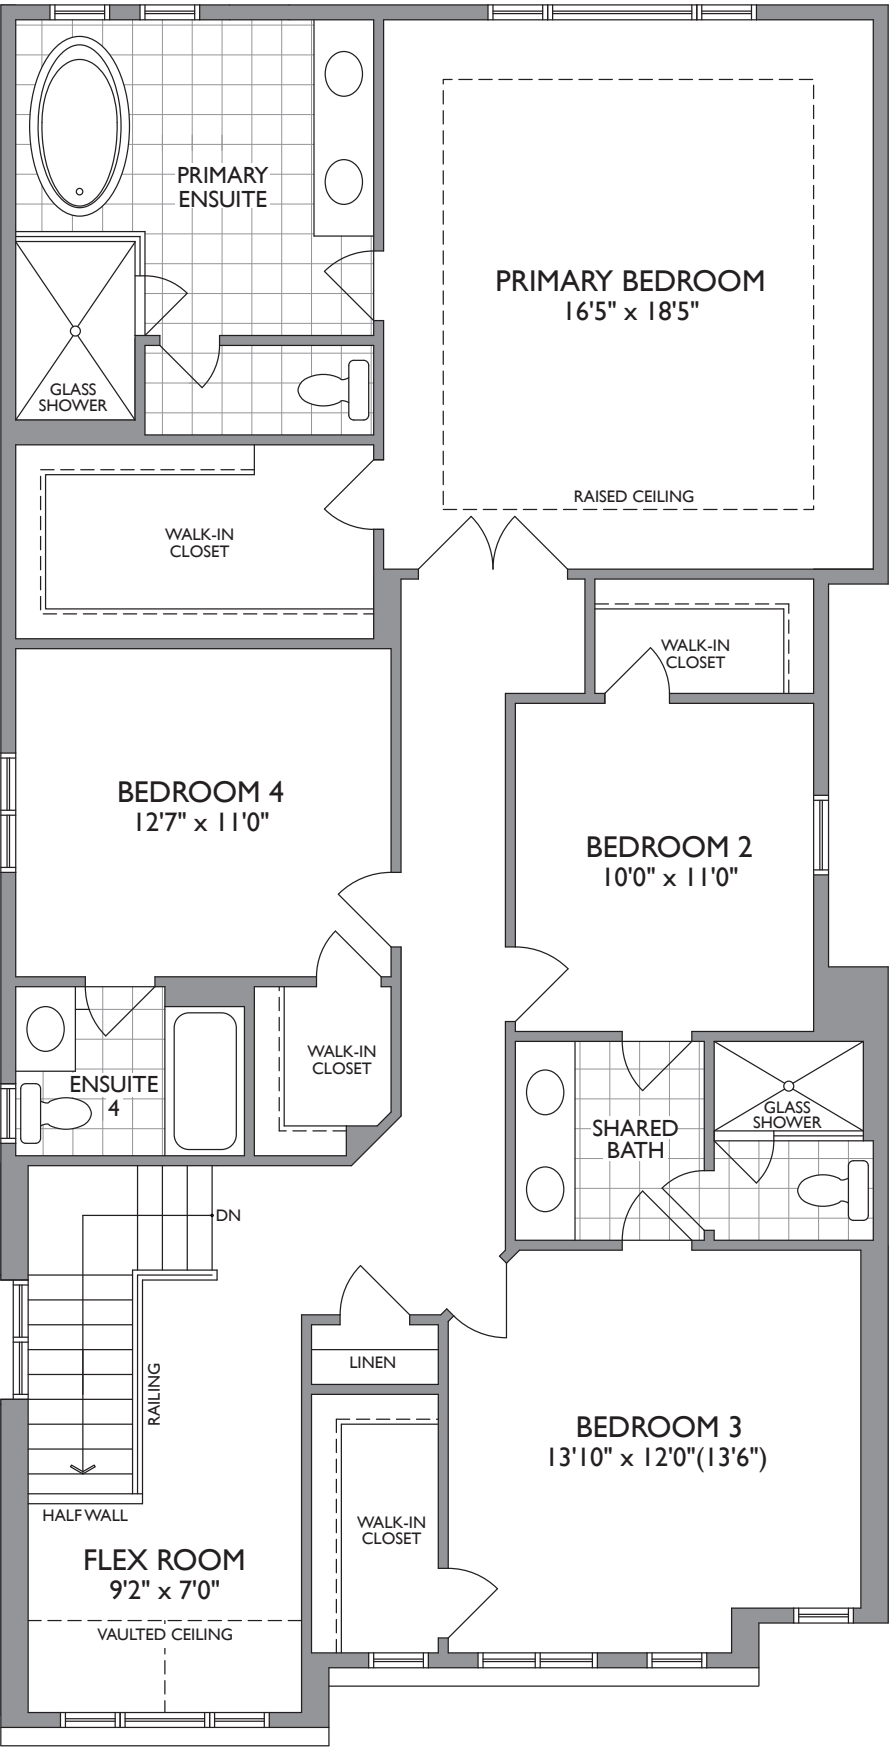 PRIMARY
ENSUITE
PRIMARY BEDROOM
16'5" x 18'5"
GLASS
SHOWER
RAISED CEILING
WALK-IN
CLOSET
WALK-IN
CLOSET
BEDROOM 4
12'7" x 11'0"
BEDROOM 2
10'0" x 11'0"
WALK-IN
CLOSET
ENSUITE
4
GLASS
SHOWER
SHARED
BATH
DN
RAILING
LINEN
BEDROOM 3
13'10" x 12'0"(13'6")
HALF WALL
WALK-IN
CLOSET
FLEX ROOM
9'2" x 7'0"
VAULTED CEILING